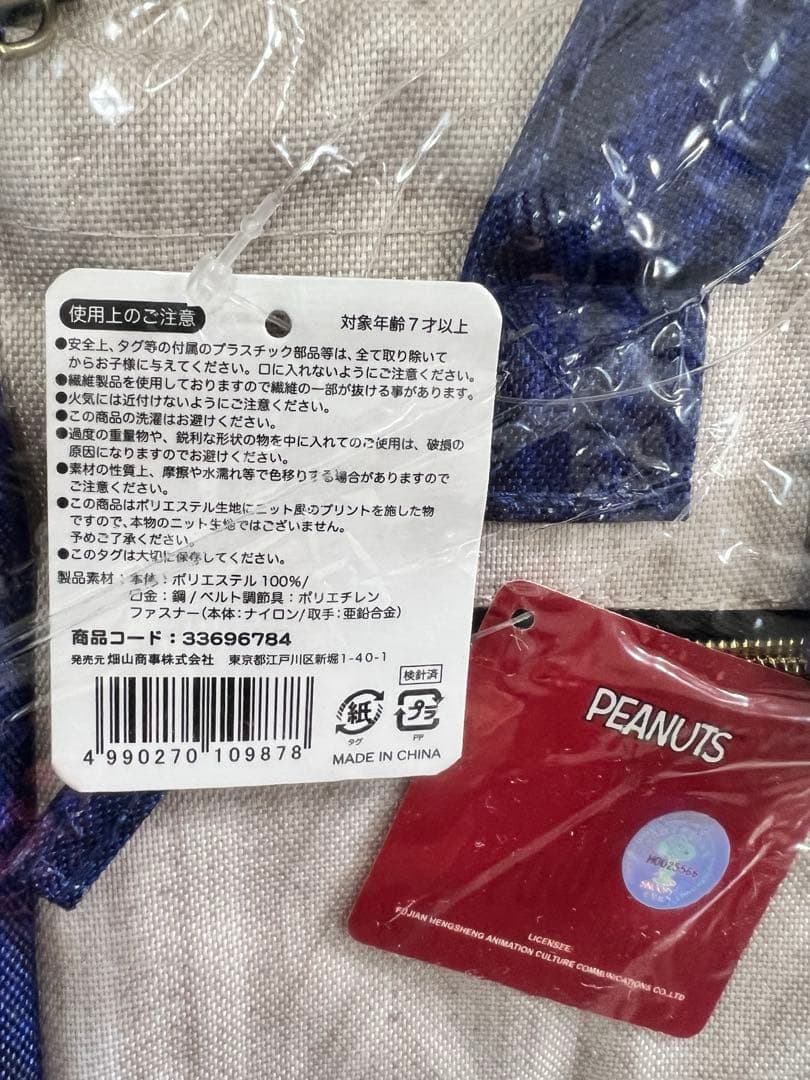 使用上のご注意
対象年齢7才以上
●安全上、タグ等の付属のプラスチック部品等は、全て取り除いて
からお子様に与えてください。口に入れないようにご注意ください。
●繊維製品を使用しておりますので繊維の一部が抜ける事があります。
●火気には近付けないようにご注意ください。
●この商品の洗濯はお避けください。
●過度の重量物や、鋭利な形状の物を中に入れてのご使用は、破損の
原因になりますのでお避けください。
●素材の性質上、摩擦や水濡れ等で色移りする場合がありますので
ご注意ください。
●この商品はポリエステル生地にニット風のプリントを施した物
ですので、本物のニット生地ではございません。
予めご了承ください。
●このタグは大切に保存してください。
製品素材：本体：ポリエステル100%/
口金：鋼/ベルト調節具：ポリエチレン
ファスナー(本体：ナイロン/取手：亜鉛合金)
商品コード：33696784
発売元 畑山商事株式会社 東京都江戸川区新堀1-40-1
検針済
紙
タグ
プラ
PP
4 990270 109878
MADE IN CHINA
PEANUTS
SNOOPY
LICENSEE:
FUJIAN HENGSHENG ANIMATION CULTURE COMMUNICATIONS CO.LTD